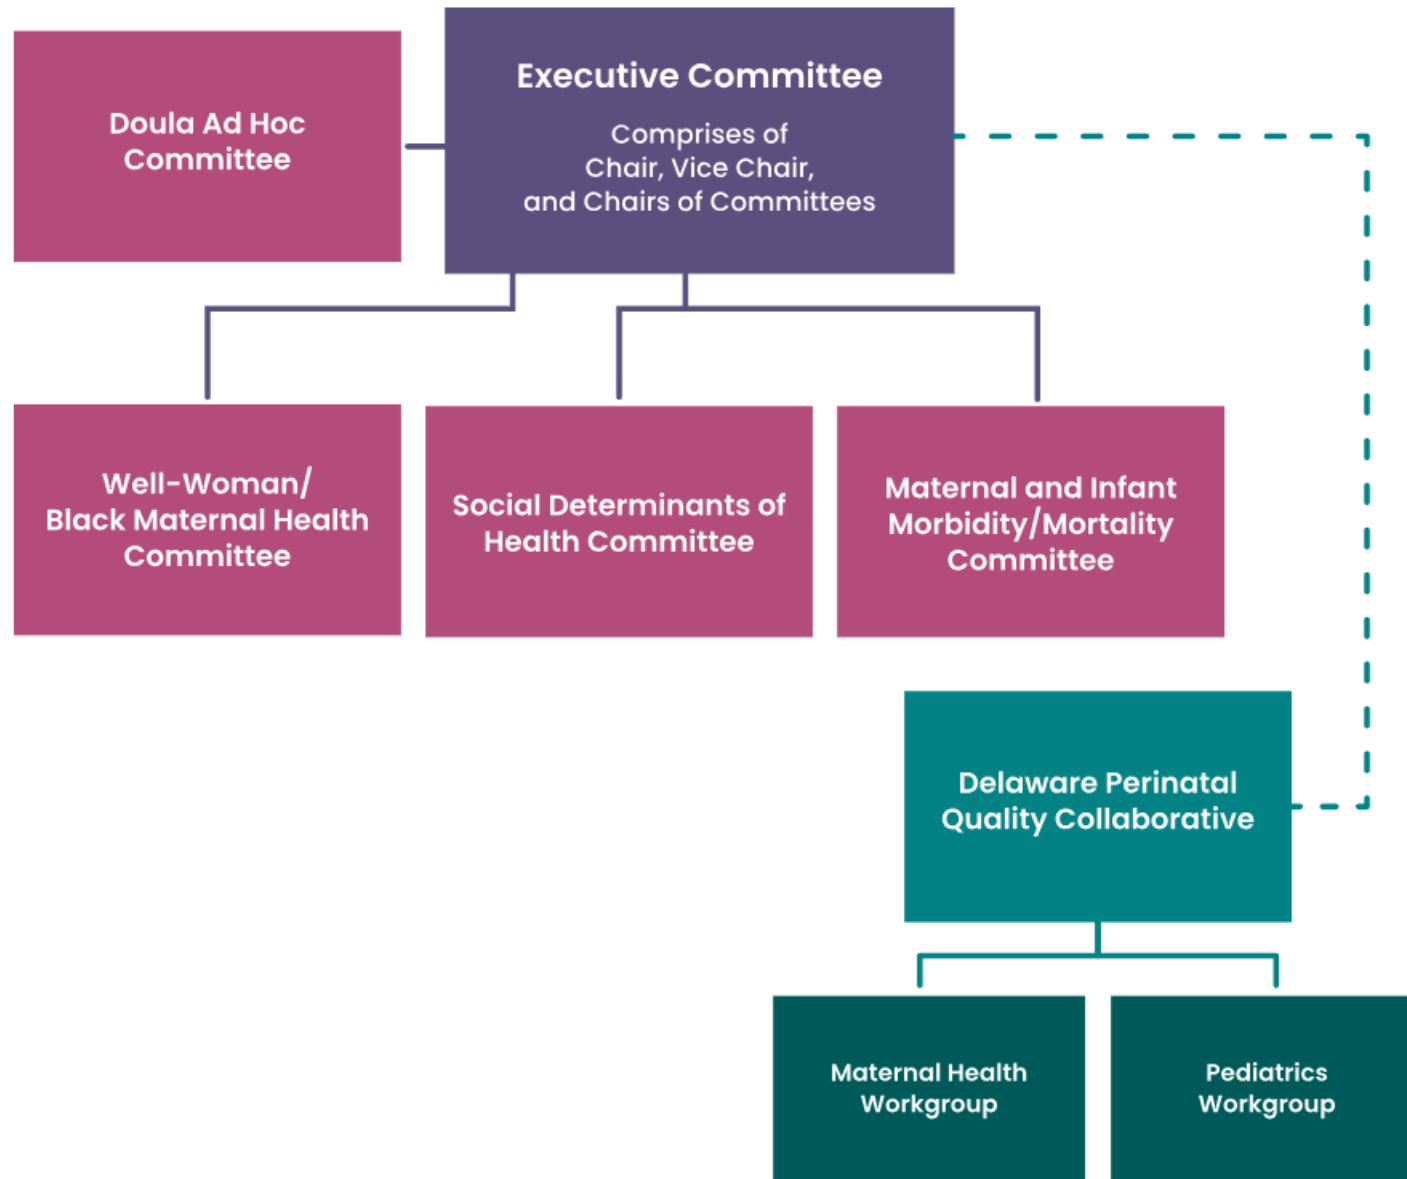 Doula Ad Hoc
Committee
Executive Committee
Comprises of
Chair, Vice Chair,
and Chairs of Committees
Well-Woman/
Black Maternal Health
Committee
Social Determinants of
Health Committee
Maternal and Infant
Morbidity/Mortality
Committee
Delaware Perinatal
Quality Collaborative
Maternal Health
Workgroup
Pediatrics
Workgroup